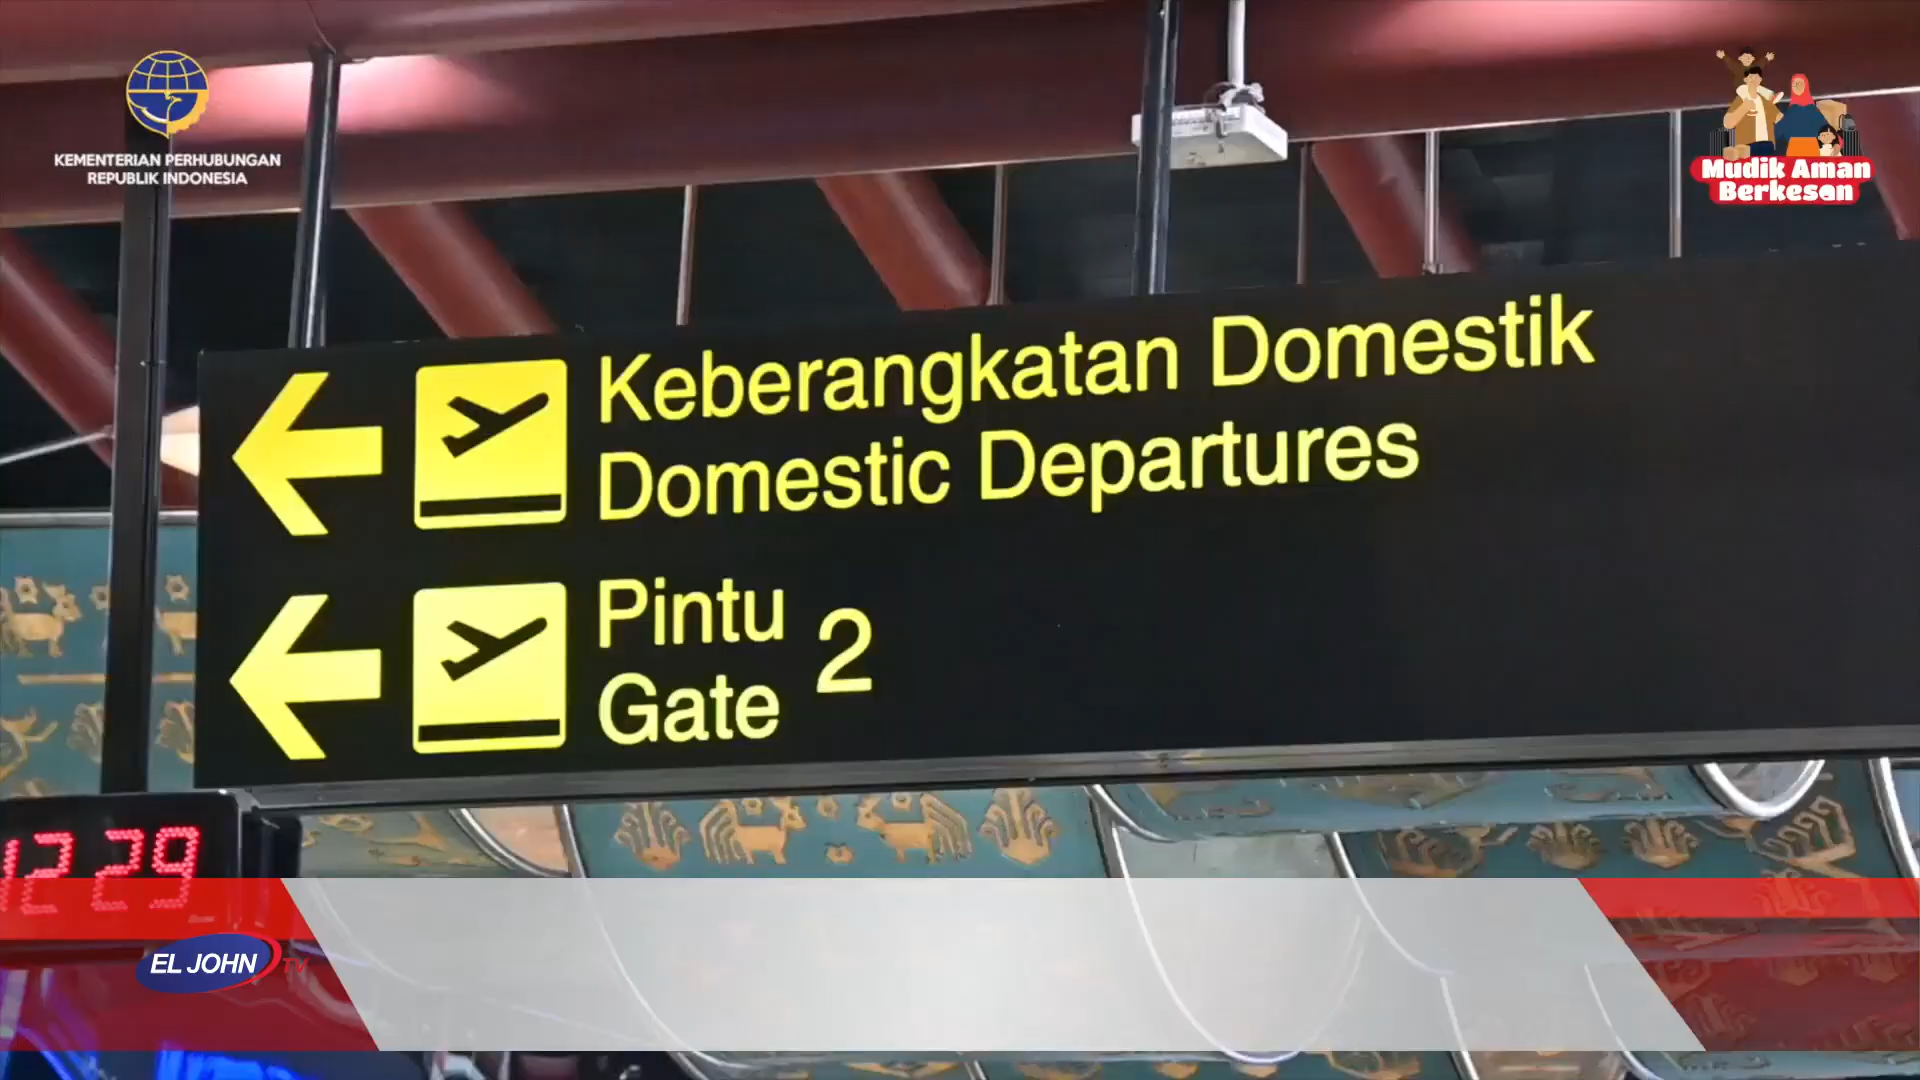 KEMENTERIAN PERHUBUNGAN
REPUBLIK INDONESIA
Mudik Aman
Berkesan
Keberangkatan Domestik
Domestic Departures
Pintu 2
Gate
12 29
EL JOHN TV